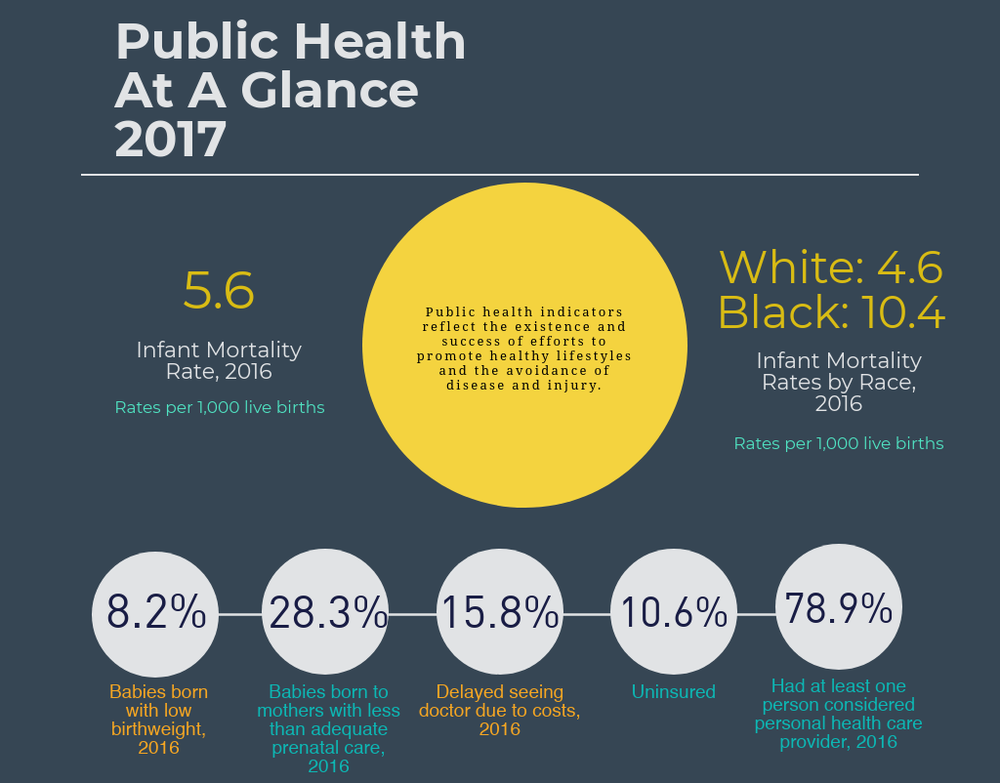 Public Health
At A Glance
2017
5.6
Infant Mortality
Rate, 2016
Rates per 1,000 live births
Public health indicators
reflect the existence and
success of efforts to
promote healthy lifestyles
and the avoidance of
disease and injury.
White: 4.6
Black: 10.4
Infant Mortality
Rates by Race,
2016
Rates per 1,000 live births
8.2%
Babies born
with low
birthweight,
2016
28.3%
Babies born to
mothers with less
than adequate
prenatal care,
2016
15.8%
Delayed seeing
doctor due to costs,
2016
10.6%
Uninsured
78.9%
Had at least one
person considered
personal health care
provider, 2016